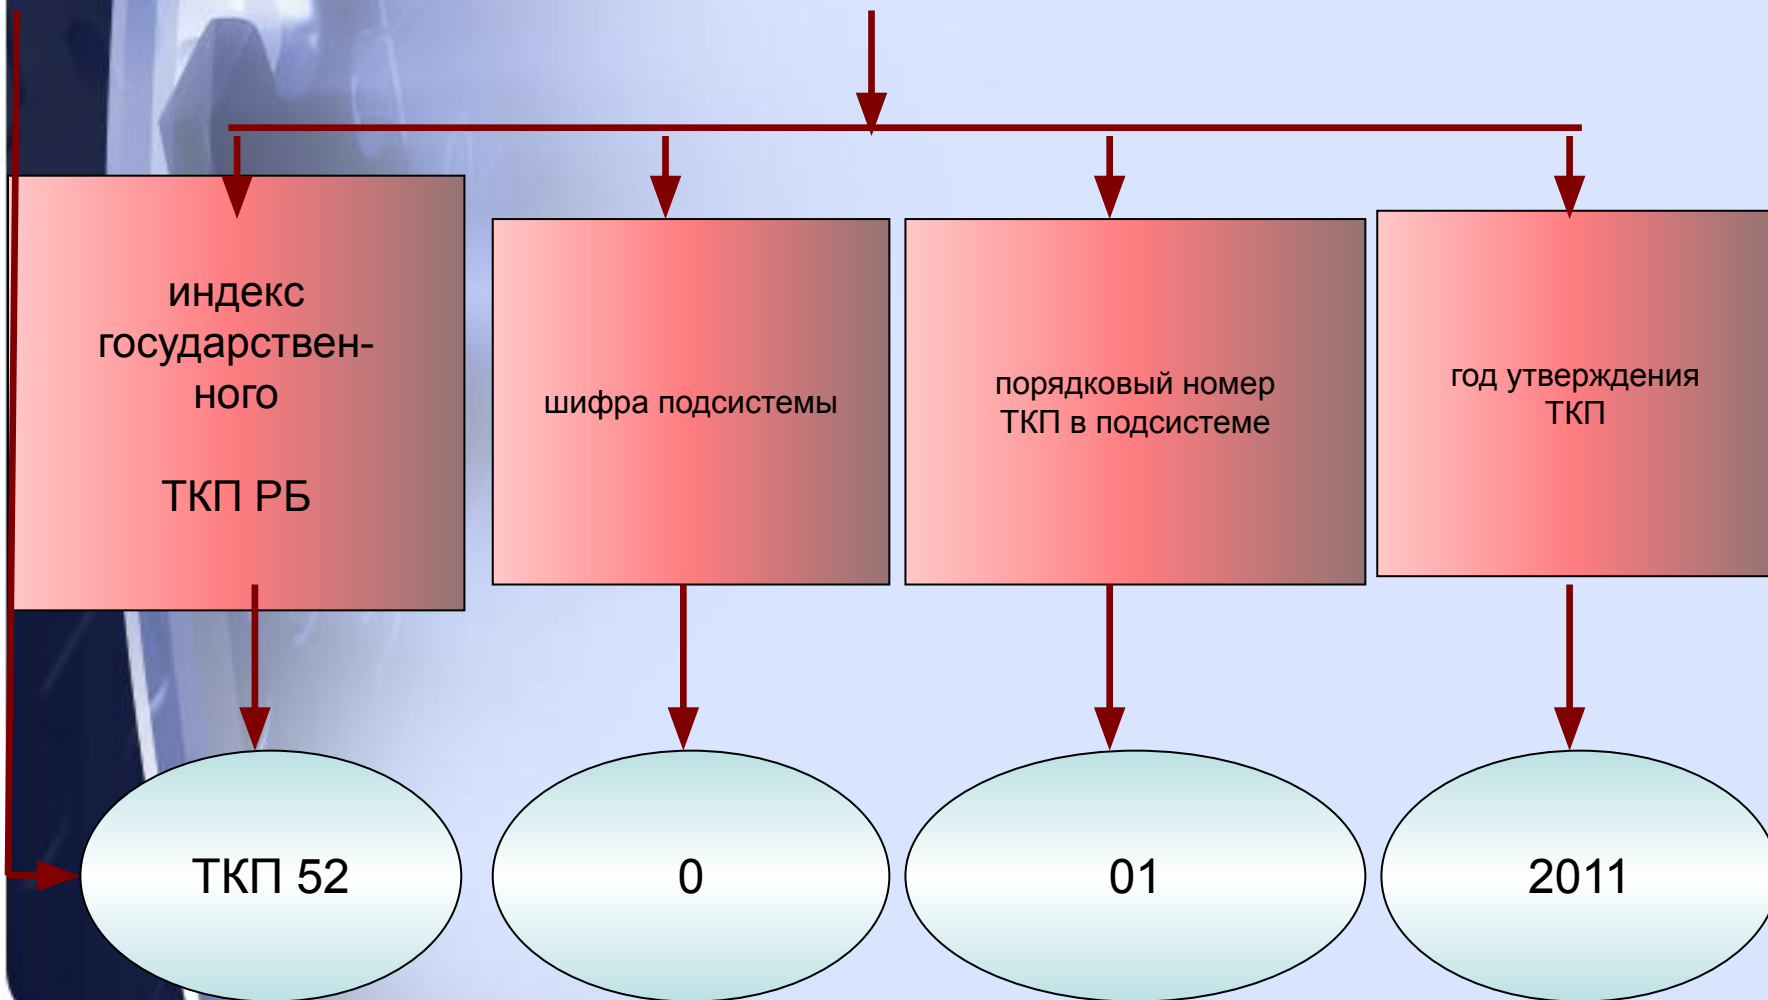 индекс
государствен-
ного
ТКП РБ
шифра подсистемы
порядковый номер
ТКП в подсистеме
год утверждения
ТКП
ТКП 52
0
01
2011